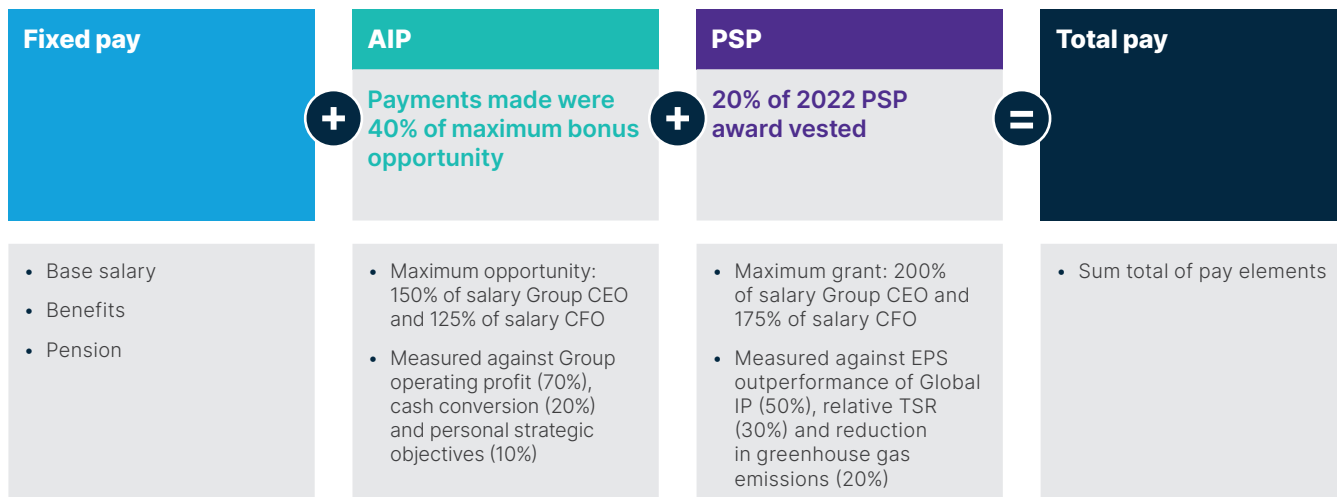 Fixed pay
+
AIP
Payments made were
40% of maximum bonus
opportunity
+
PSP
20% of 2022 PSP
award vested
=
Total pay
• Base salary
• Benefits
• Pension
• Maximum opportunity:
150% of salary Group CEO
and 125% of salary CFO
• Measured against Group
operating profit (70%),
cash conversion (20%)
and personal strategic
objectives (10%)
• Maximum grant: 200%
of salary Group CEO and
175% of salary CFO
• Measured against EPS
outperformance of Global
IP (50%), relative TSR
(30%) and reduction
in greenhouse gas
emissions (20%)
• Sum total of pay elements